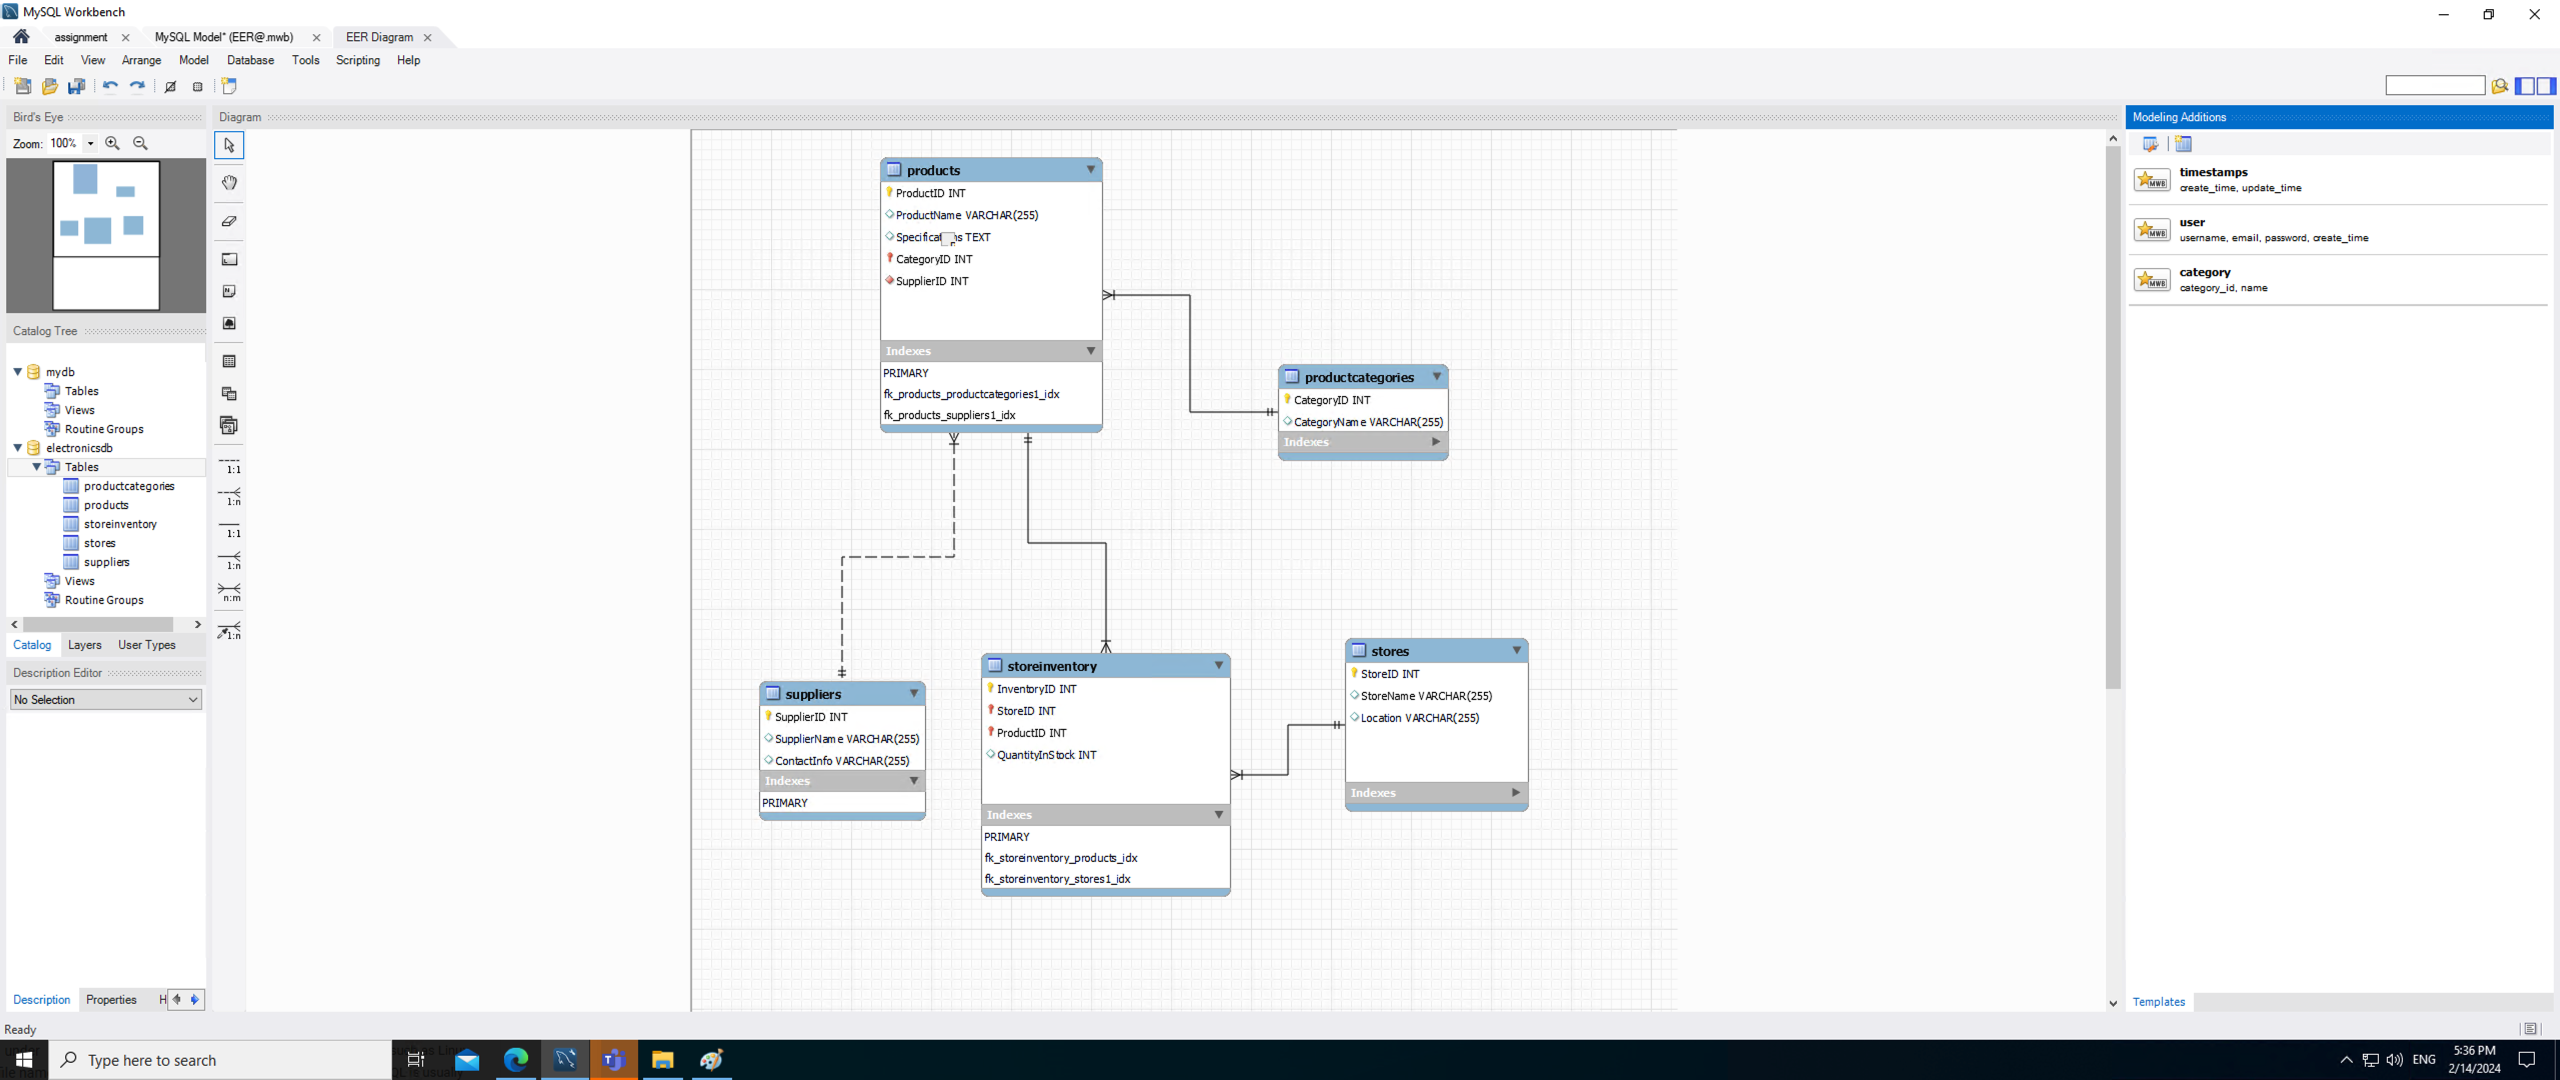 MySQL Workbench
assignment
MySQL Model* (EER@.mwb)
EER Diagram
File Edit View Arrange Model Database Tools Scripting Help
Bird's Eye
Zoom: 100%
Catalog Tree
mydb
Tables
Views
Routine Groups
electronicsdb
Tables
productcategories
products
storeinventory
stores
suppliers
Views
Routine Groups
Catalog Layers User Types
Description Editor
No Selection
Description Properties H
Ready
Diagram
1:1
1:n
1:1
1:n
n:m
1:n
products
ProductID INT
ProductName VARCHAR(255)
TEXT
CategoryID INT
SupplierID INT
Indexes
PRIMARY
fk_products_productcategories1_idx
fk_products_suppliers1_idx
productcategories
CategoryID INT
CategoryName VARCHAR(255)
Indexes
suppliers
SupplierID INT
SupplierName VARCHAR(255)
ContactInfo VARCHAR(255)
Indexes
PRIMARY
storeinventory
InventoryID INT
StoreID INT
ProductID INT
QuantityInStock INT
Indexes
PRIMARY
fk_storeinventory_products_idx
fk_storeinventory_stores1_idx
stores
StoreID INT
StoreName VARCHAR(255)
Location VARCHAR(255)
Indexes
Modeling Additions
MWB
timestamps
create_time, update_time
MWB
user
username, email, password, create_time
MWB
category
category_id, name
Templates
Type here to search
ENG
5:36 PM
2/14/2024